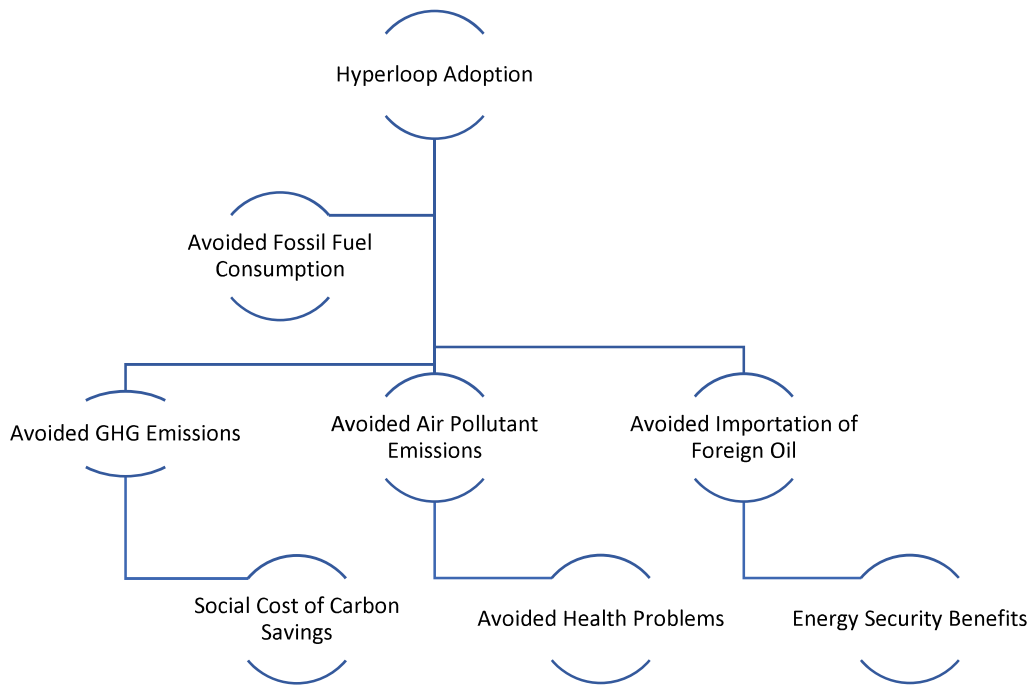 Hyperloop Adoption
Avoided Fossil Fuel
Consumption
Avoided GHG Emissions
Avoided Air Pollutant
Emissions
Avoided Importation of
Foreign Oil
Social Cost of Carbon
Savings
Avoided Health Problems
Energy Security Benefits